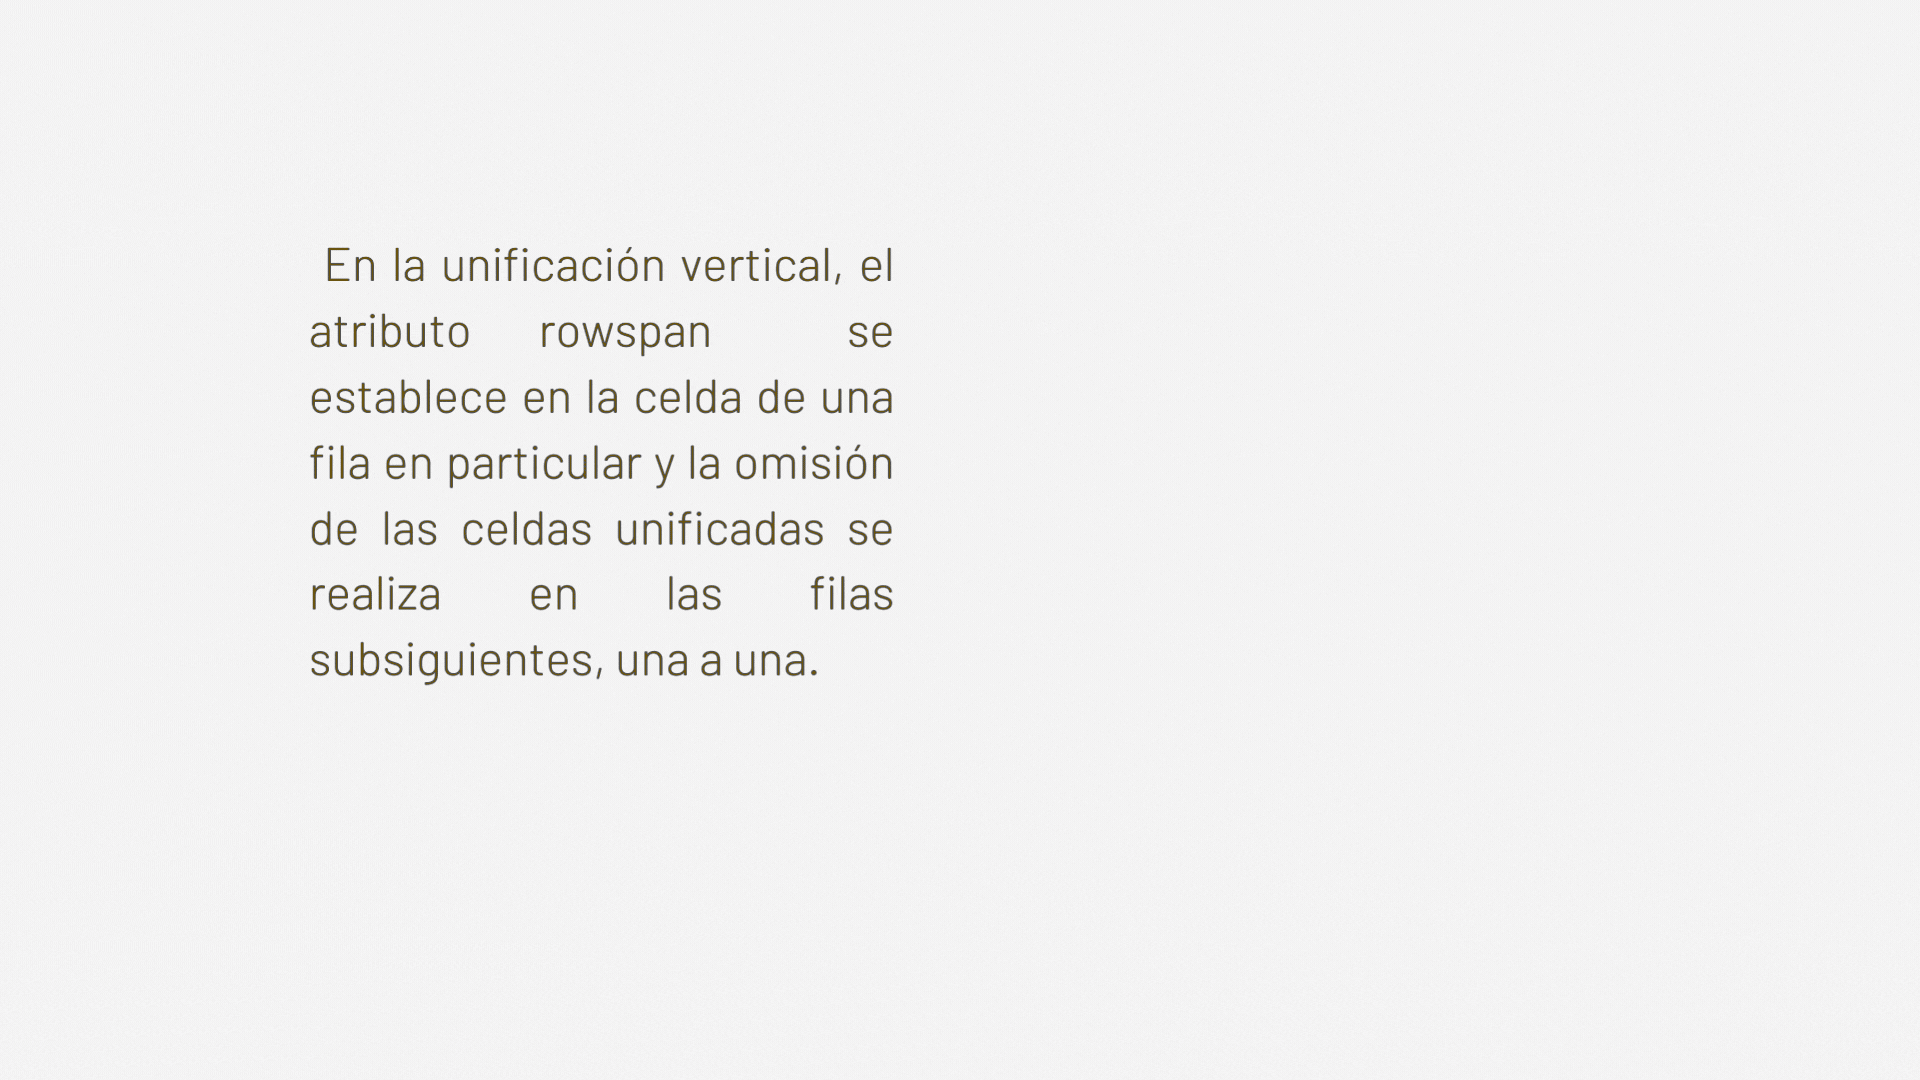 En la unificación vertical, el
atributo rowspan se
establece en la celda de una
fila en particular y la omisión
de las celdas unificadas se
realiza en las filas
subsiguientes, una a una.